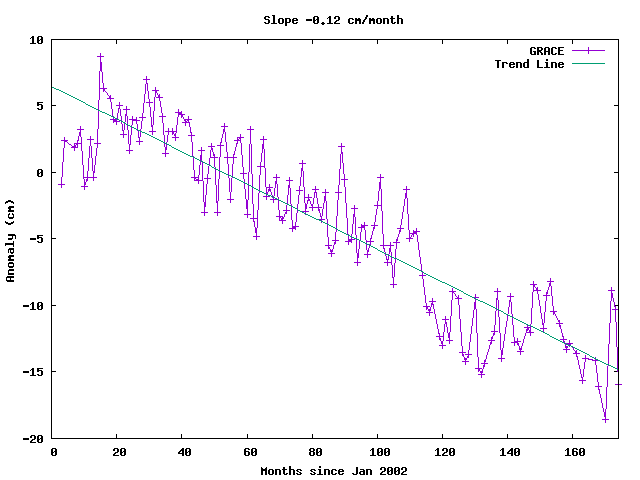 Slope -0.12 cm/month
GRACE
Trend Line
10
5
0
-5
-10
-15
-20
Anomaly (cm)
0 20 40 60 80 100 120 140 160
Months since Jan 2002